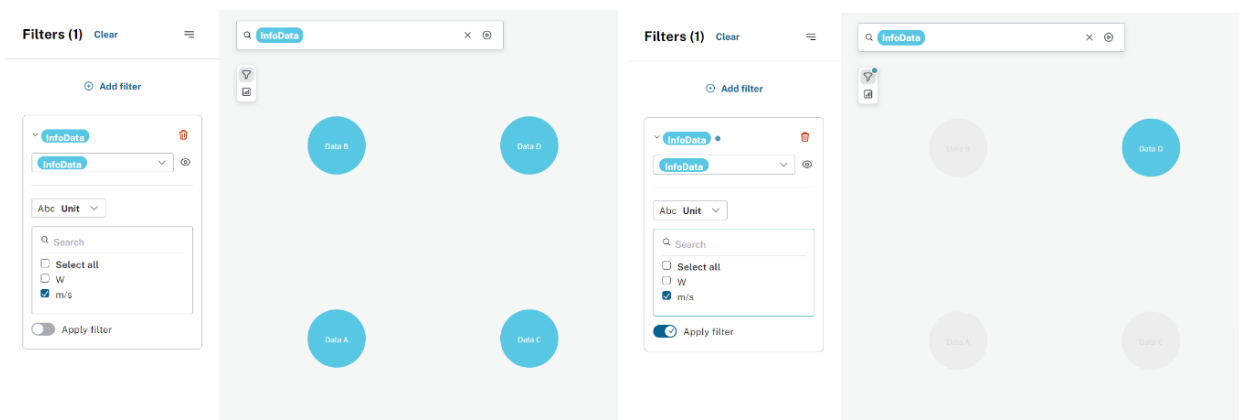 Filters (1) Clear
InfoData
Add filter
InfoData
InfoData
Abc Unit
Search
Select all
W
m/s
Apply filter
Data B
Data D
Data A
Data C
Filters (1) Clear
InfoData
Add filter
InfoData
InfoData
Abc Unit
Search
Select all
W
m/s
Apply filter
Data B
Data D
Data A
Data C